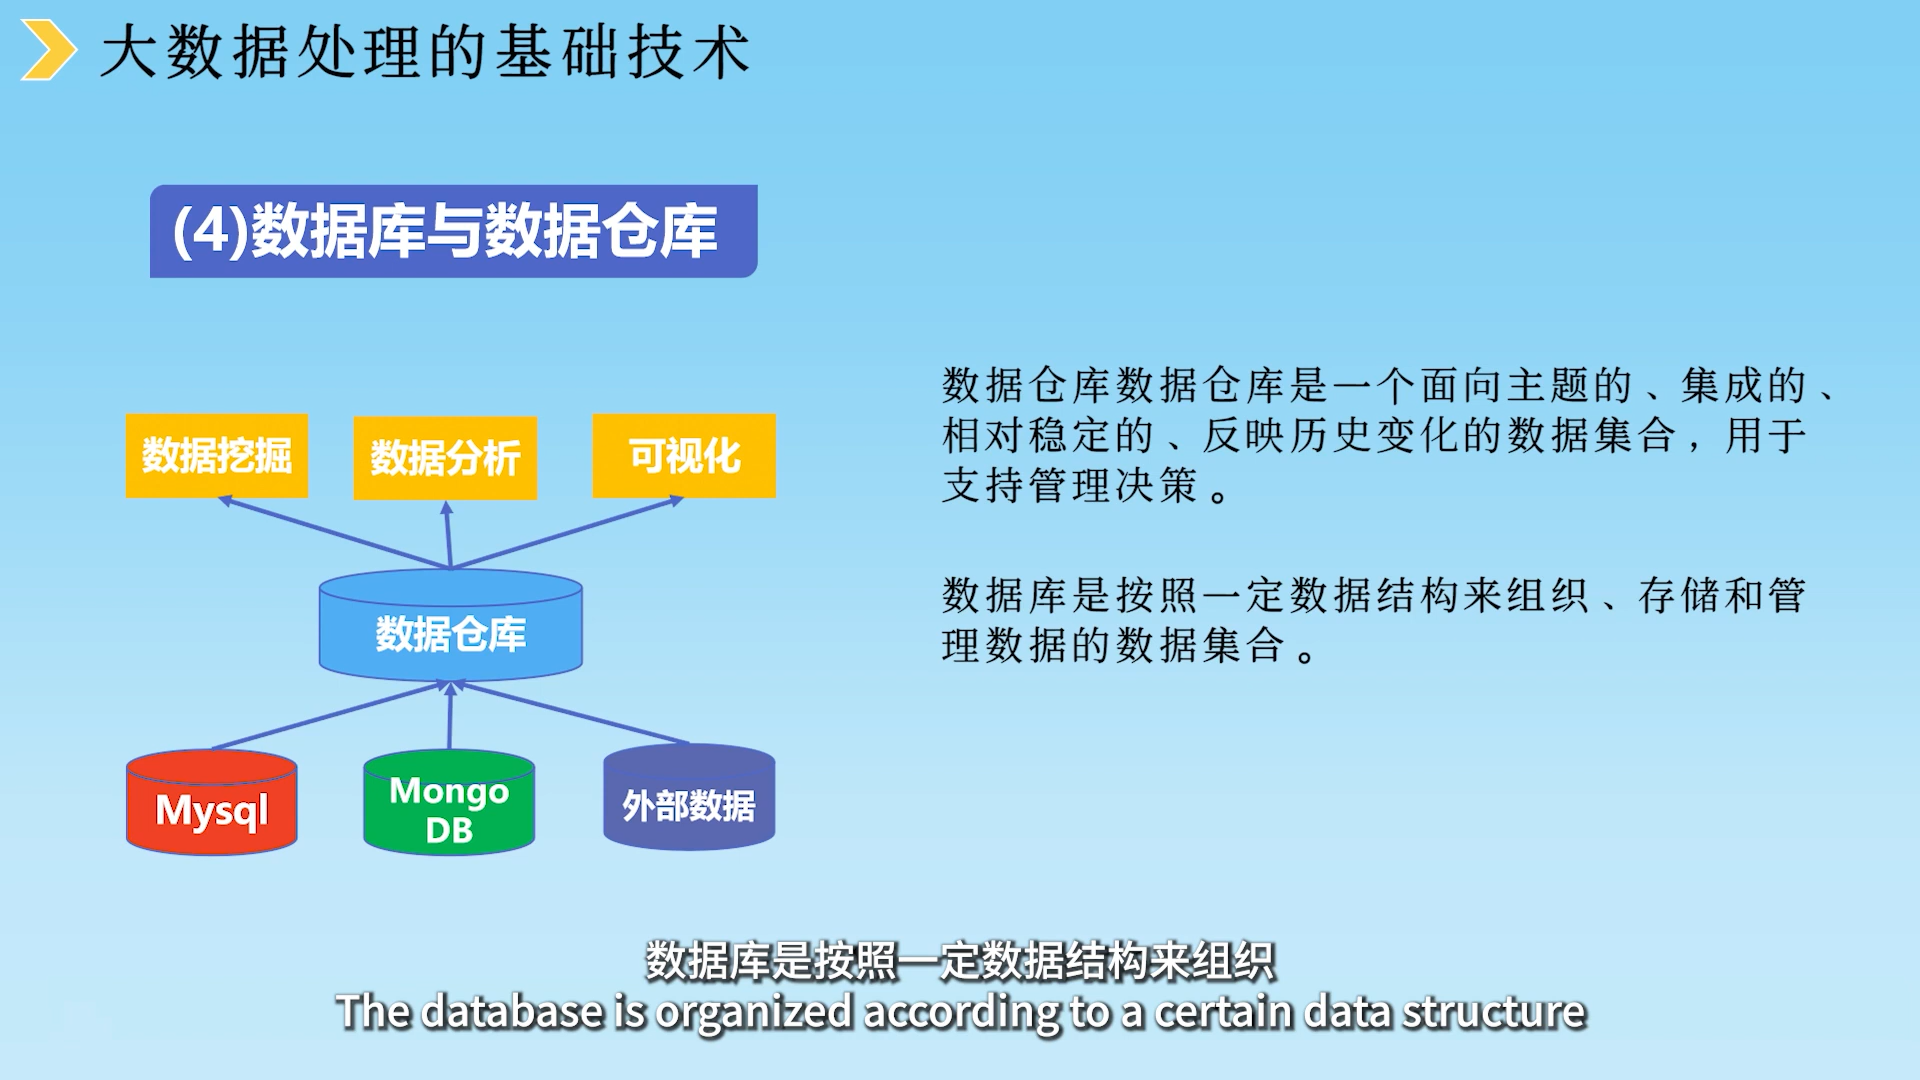 大数据处理的基础技术
(4)数据库与数据仓库
数据挖掘
数据分析
可视化
数据仓库
Mysql
Mongo
DB
外部数据
数据仓库数据仓库是一个面向主题的、集成的、
相对稳定的、反映历史变化的数据集合，用于
支持管理决策。
数据库是按照一定数据结构来组织、存储和管
理数据的数据集合。
数据库是按照一定数据结构来组织
The database is organized according to a certain data structure